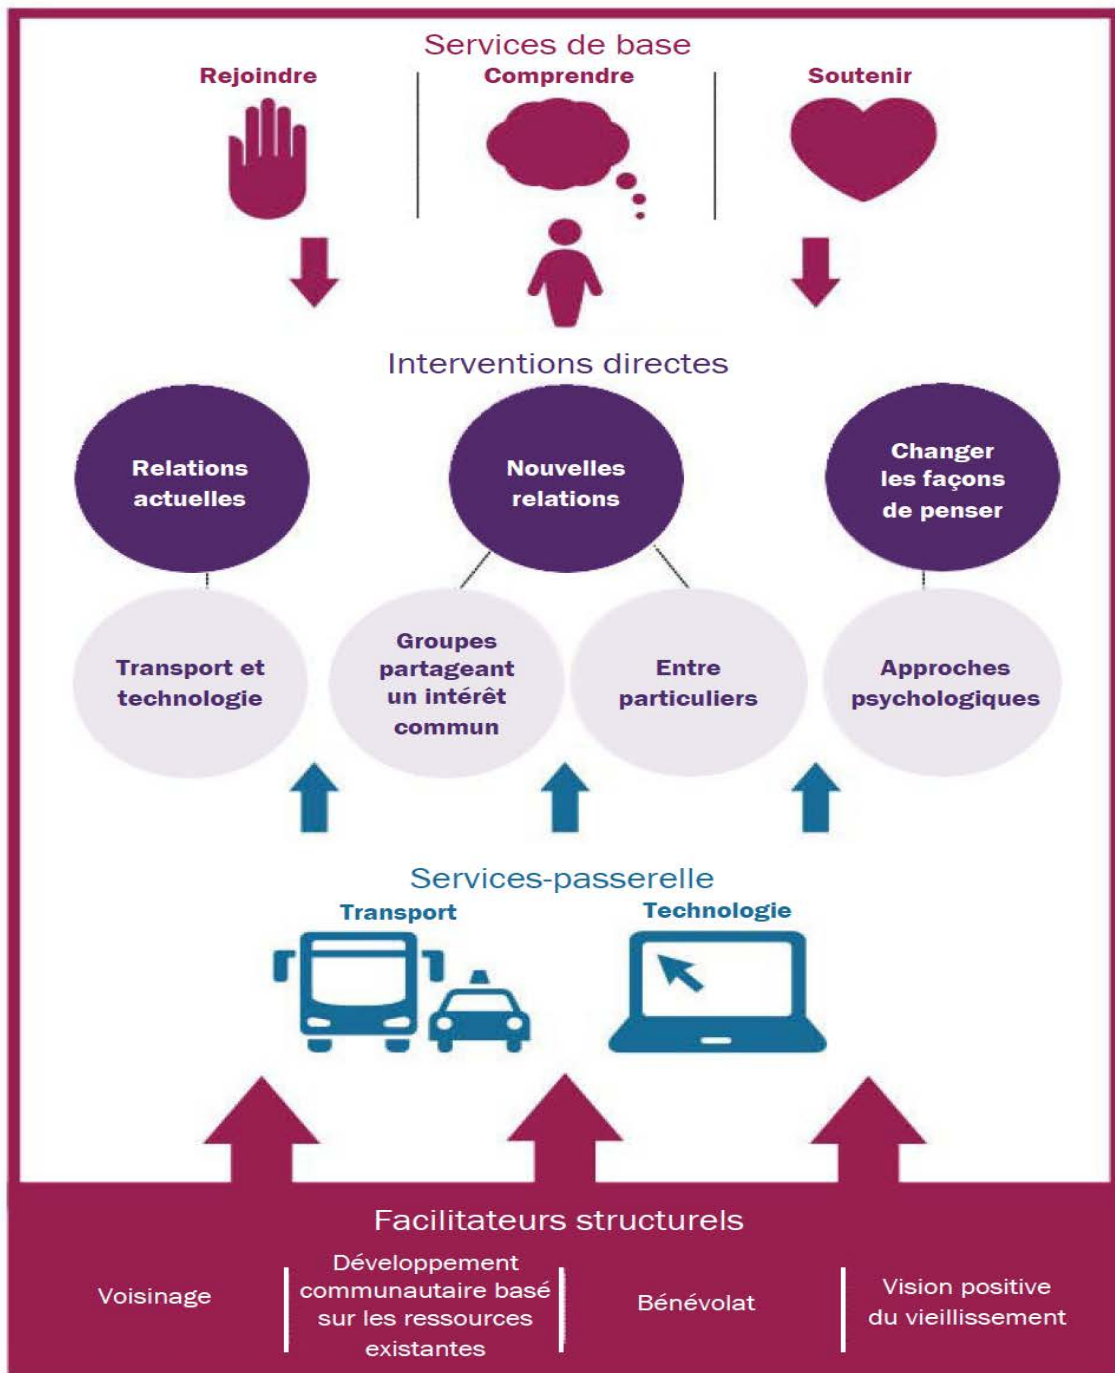 Services de base
Rejoindre
Comprendre
Soutenir
Interventions directes
Relations
actuelles
Nouvelles
relations
Changer
les façons
de penser
Transport et
technologie
Groupes
partageant
un intérêt
commun
Entre
particuliers
Approches
psychologiques
Services-passerelle
Transport
Technologie
Facilitateurs structurels
Voisinage
Développement
communautaire basé
sur les ressources
existantes
Bénévolat
Vision positive
du vieillissement